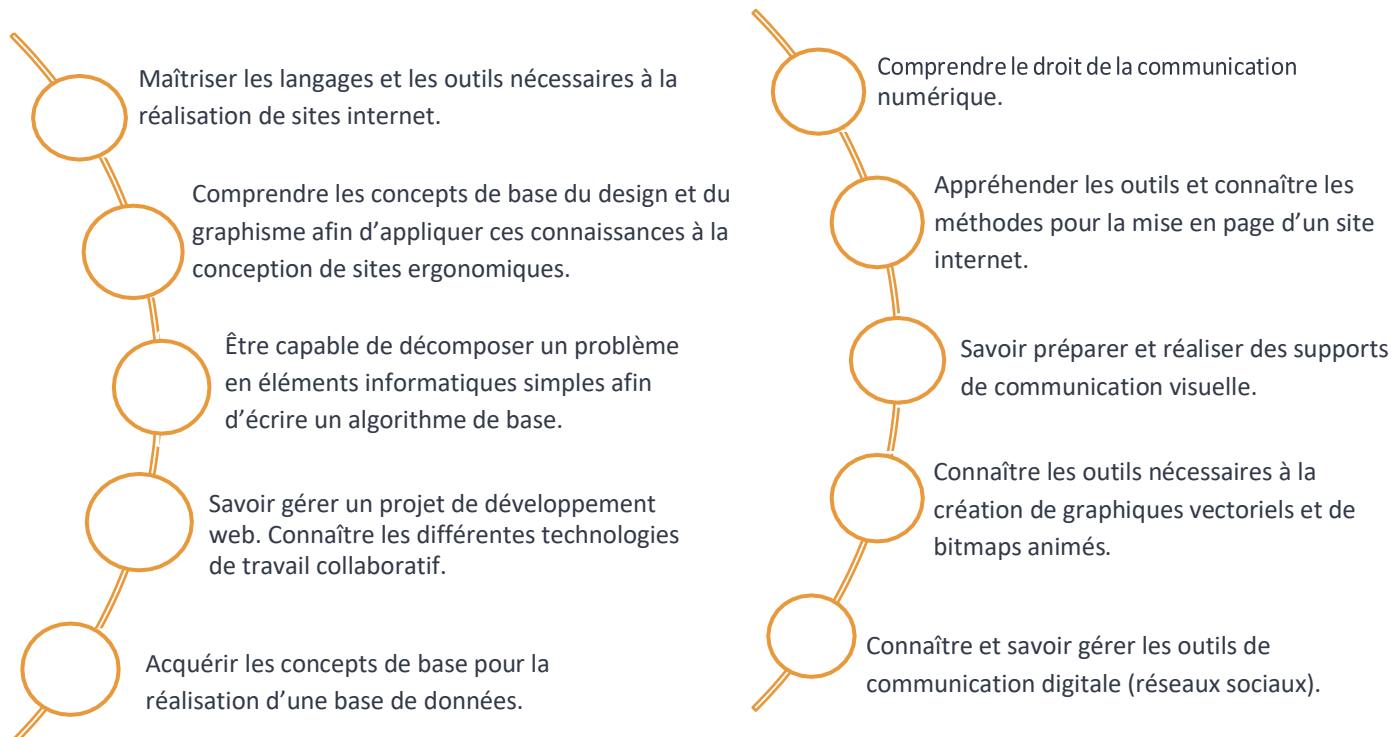 Maîtriser les langages et les outils nécessaires à la
réalisation de sites internet.
Comprendre les concepts de base du design et du
graphisme afin d’appliquer ces connaissances à la
conception de sites ergonomiques.
Être capable de décomposer un problème
en éléments informatiques simples afin
d’écrire un algorithme de base.
Savoir gérer un projet de développement
web. Connaître les différentes technologies
de travail collaboratif.
Acquérir les concepts de base pour la
réalisation d’une base de données.
Comprendre le droit de la communication
numérique.
Appréhender les outils et connaître les
méthodes pour la mise en page d’un site
internet.
Savoir préparer et réaliser des supports
de communication visuelle.
Connaître les outils nécessaires à la
création de graphiques vectoriels et de
bitmaps animés.
Connaître et savoir gérer les outils de
communication digitale (réseaux sociaux).